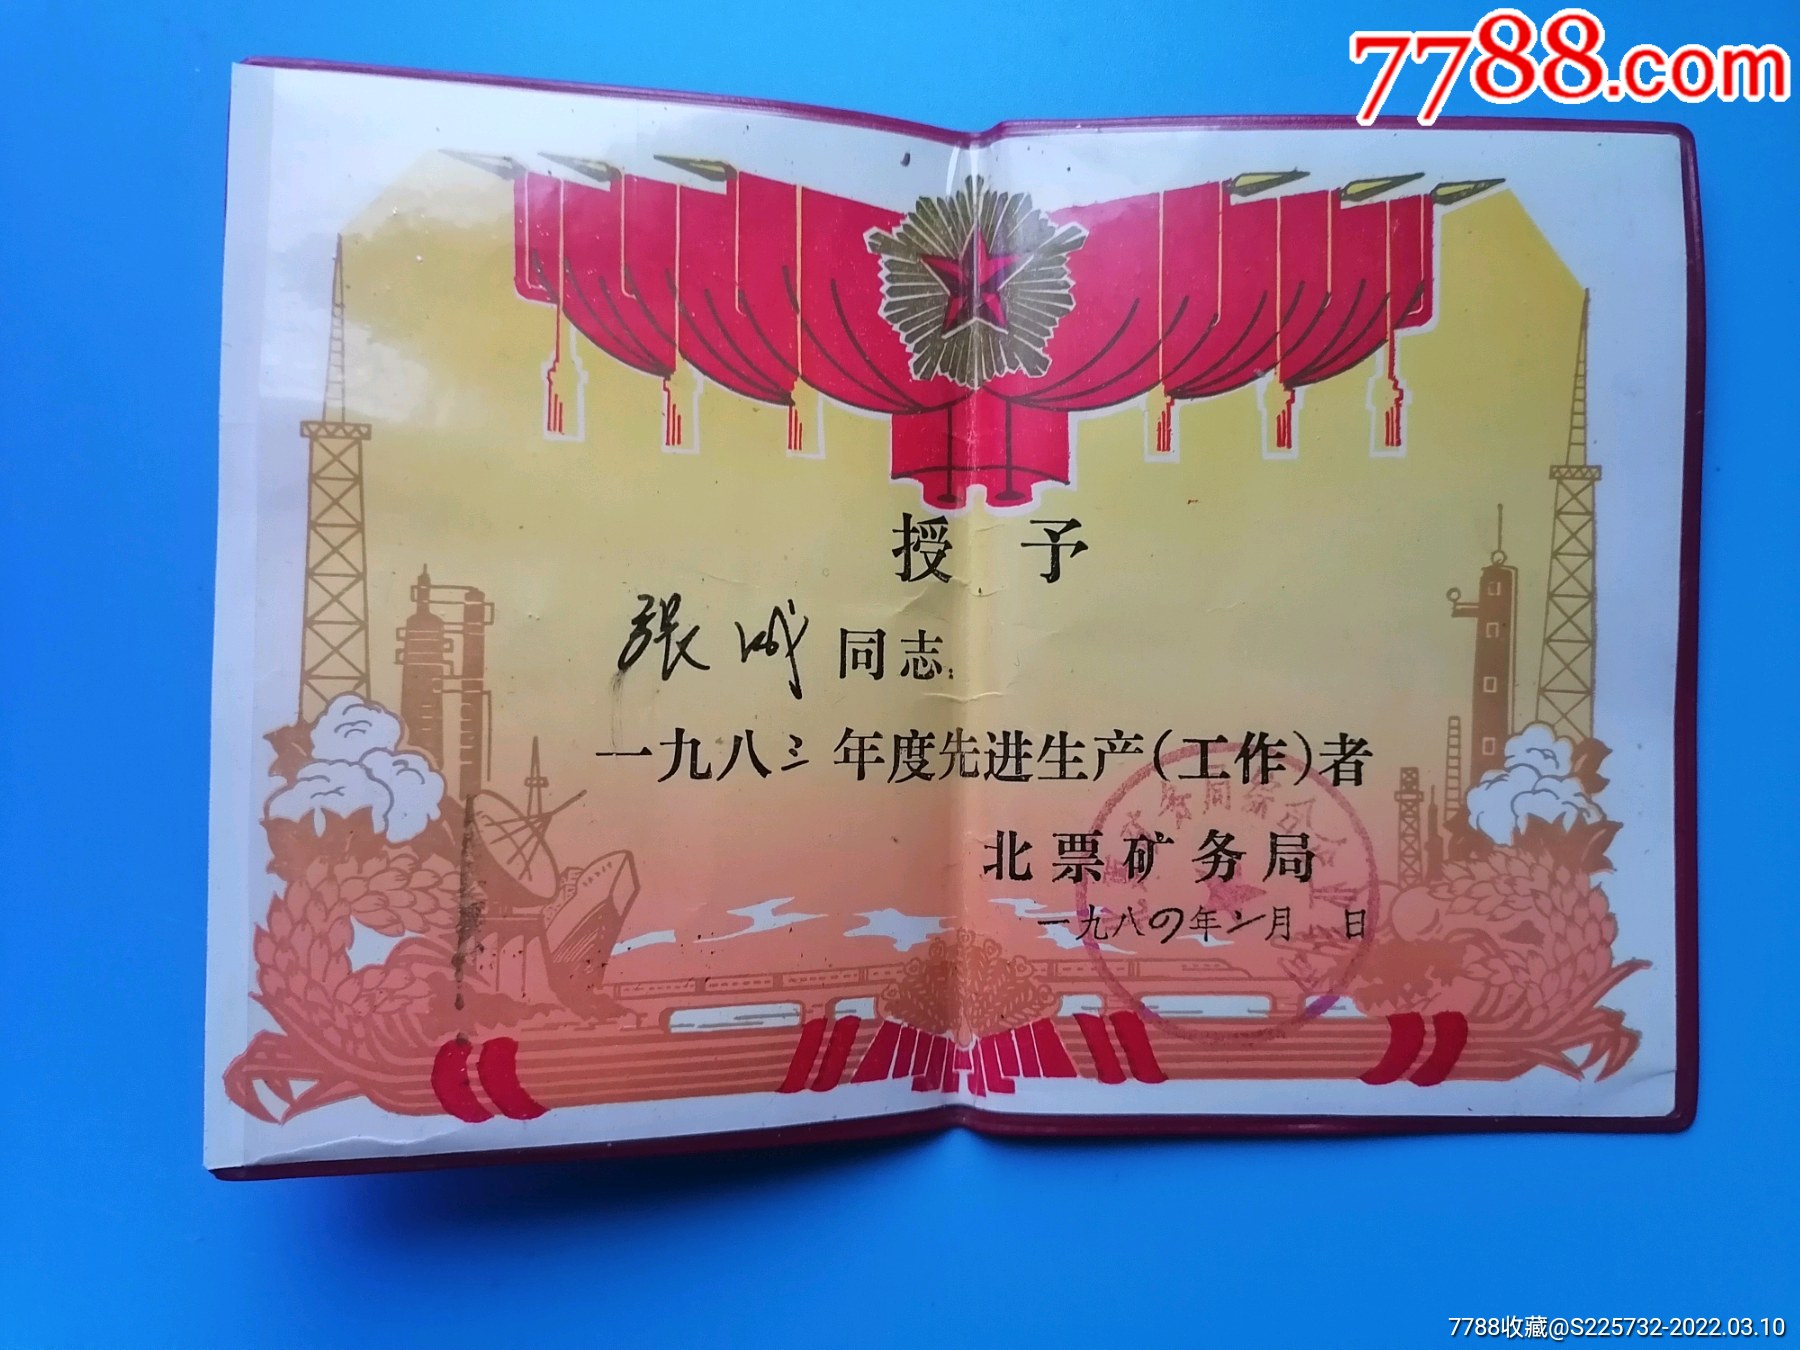 7788.com
授予
张成同志:
一九八三年度先进生产(工作)者
北票矿务局
一九八四年二月 日
7788收藏@S225732-2022.03.10